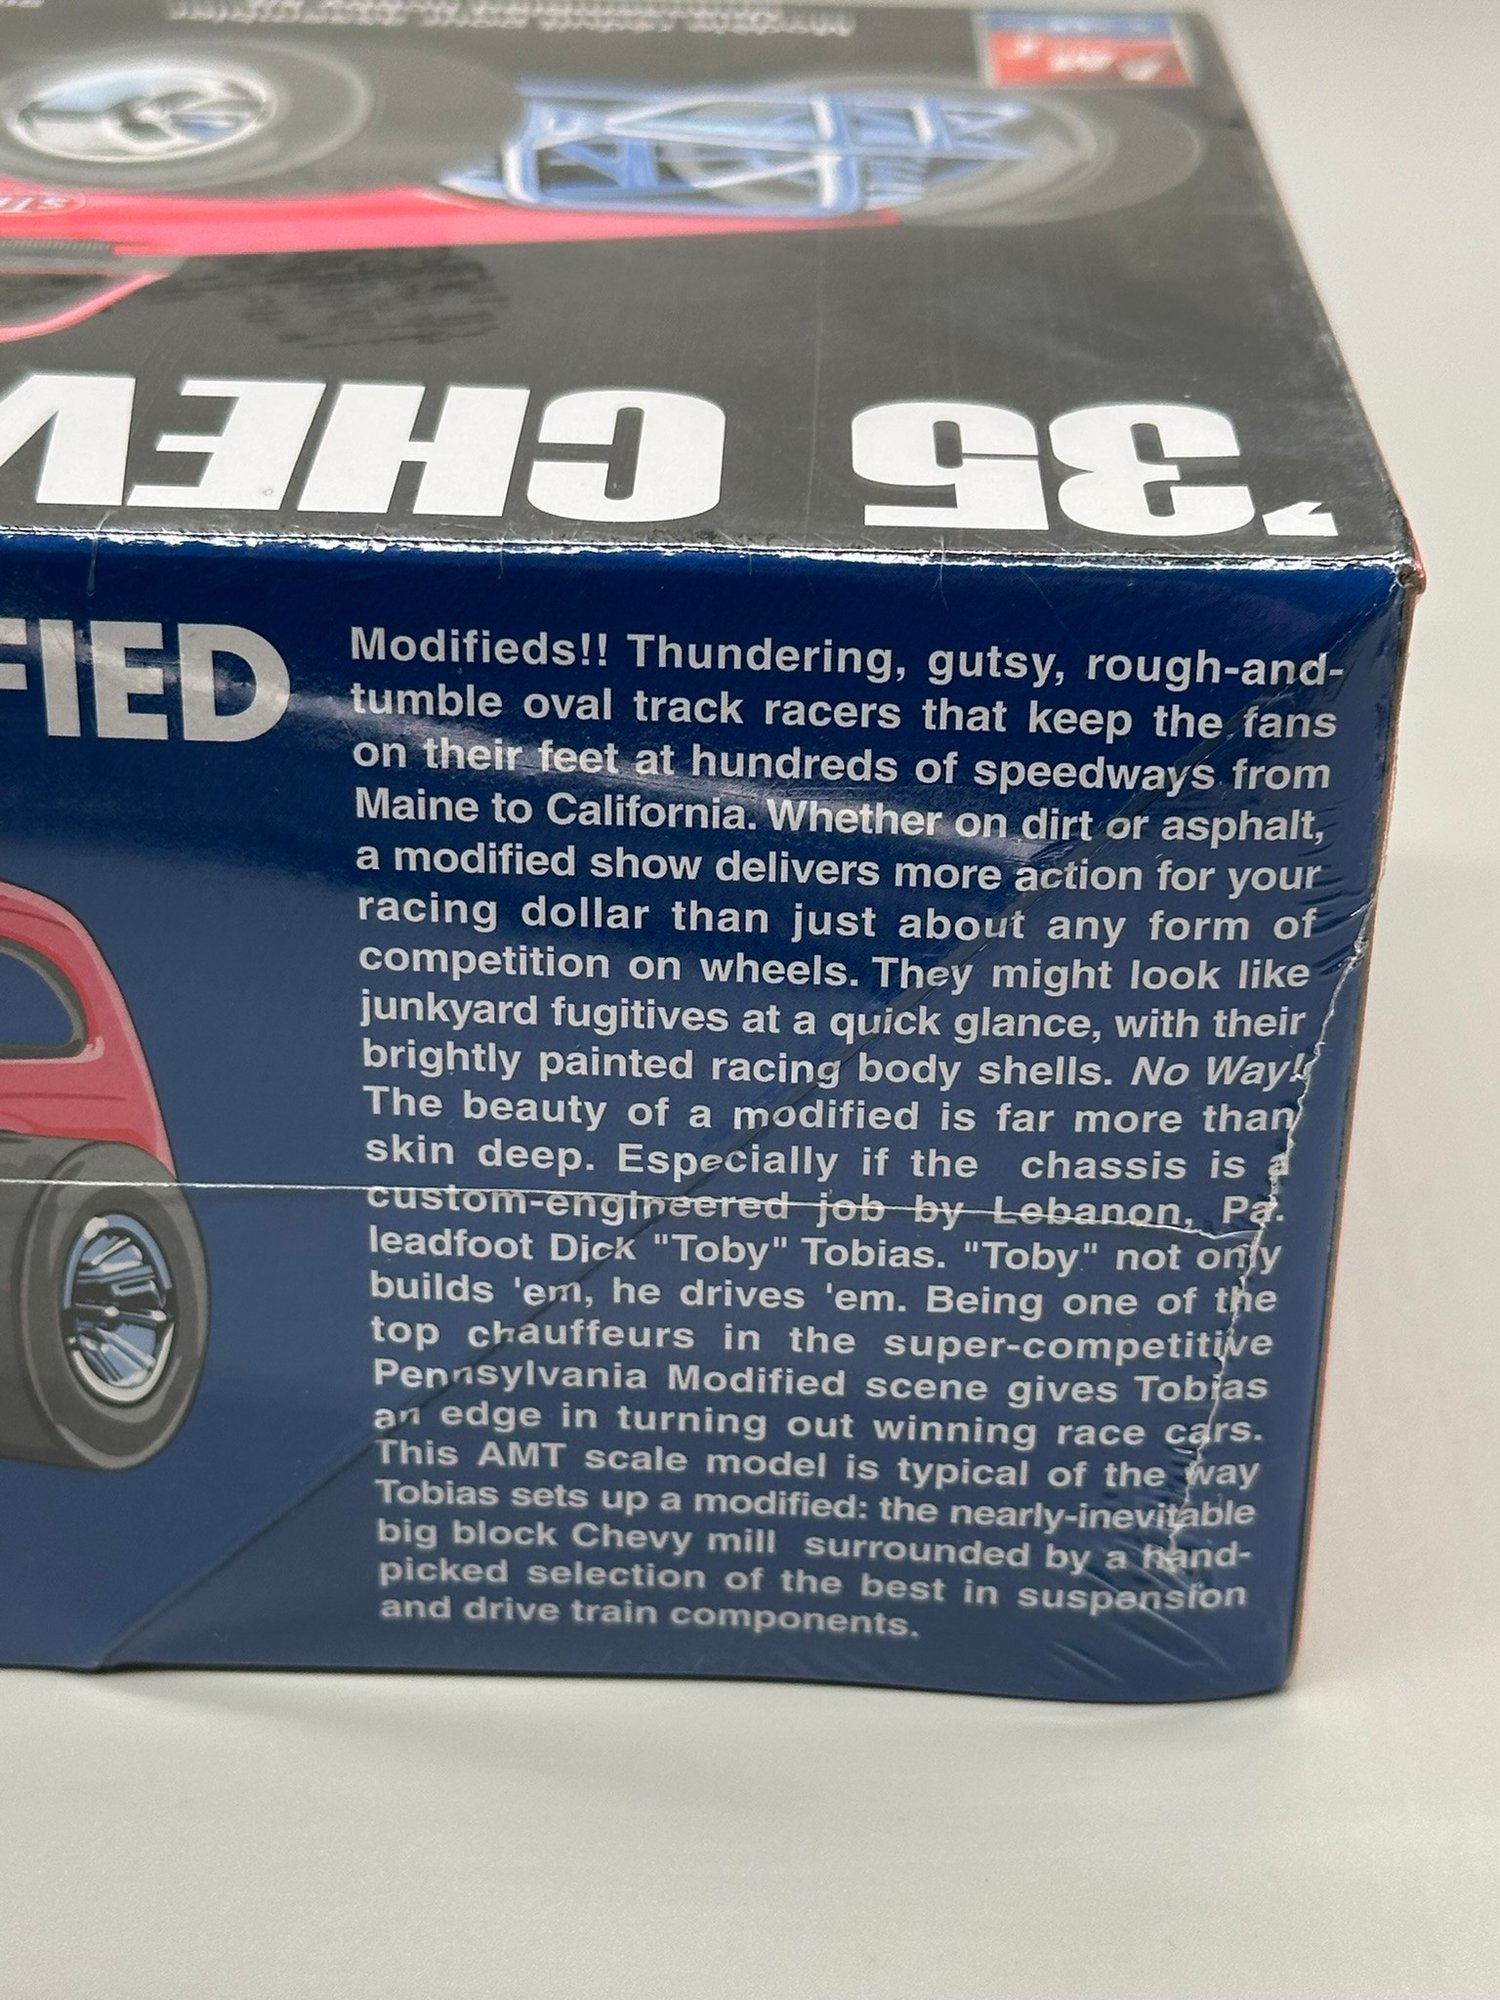 AMT
'35 CHEV
FIED
Modifieds!! Thundering, gutsy, rough-and-
tumble oval track racers that keep the fans
on their feet at hundreds of speedways from
Maine to California. Whether on dirt or asphalt,
a modified show delivers more action for your
racing dollar than just about any form of
competition on wheels. They might look like
junkyard fugitives at a quick glance, with their
brightly painted racing body shells. No Way!
The beauty of a modified is far more than
skin deep. Especially if the chassis is a
custom-engineered job by Lebanon, Pa.
leadfoot Dick "Toby" Tobias. "Toby" not only
builds 'em, he drives 'em. Being one of the
top chauffeurs in the super-competitive
Pennsylvania Modified scene gives Tobias
an edge in turning out winning race cars.
This AMT scale model is typical of the way
Tobias sets up a modified: the nearly-inevitable
big block Chevy mill surrounded by a hand-
picked selection of the best in suspension
and drive train components.